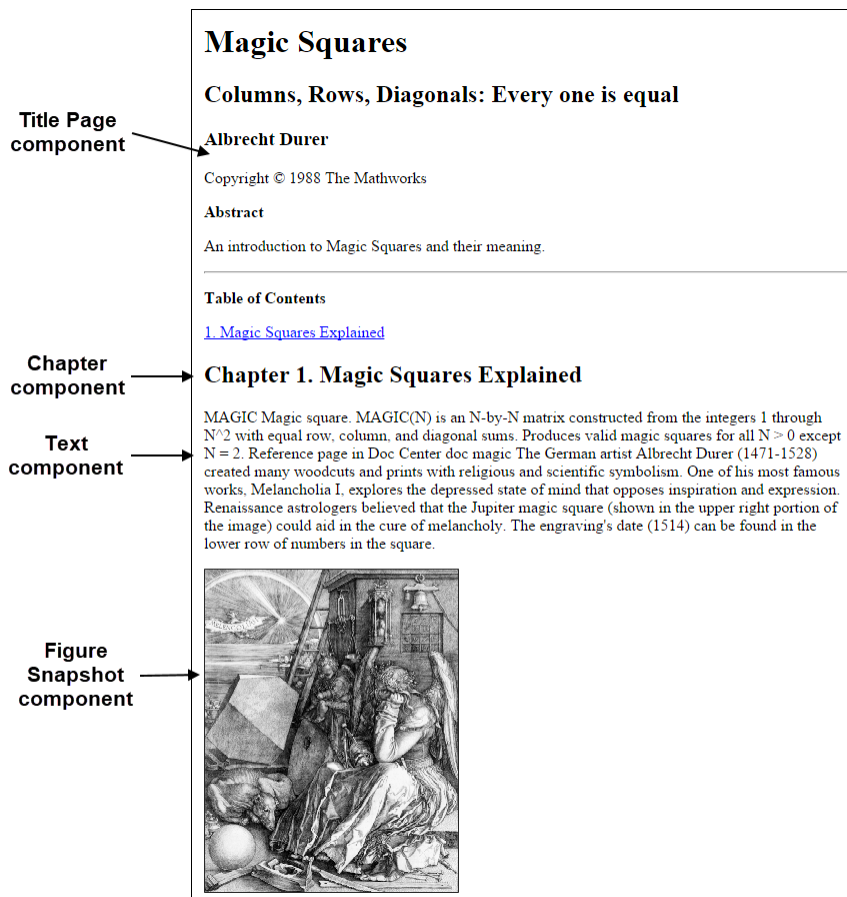 Magic Squares
Columns, Rows, Diagonals: Every one is equal
Title Page
component
Albrecht Durer
Copyright © 1988 The Mathworks
Abstract
An introduction to Magic Squares and their meaning.
Table of Contents
1. Magic Squares Explained
Chapter
component
Chapter 1. Magic Squares Explained
Text
component
MAGIC Magic square. MAGIC(N) is an N-by-N matrix constructed from the integers 1 through
N^2 with equal row, column, and diagonal sums. Produces valid magic squares for all N > 0 except
N = 2. Reference page in Doc Center doc magic The German artist Albrecht Durer (1471-1528)
created many woodcuts and prints with religious and scientific symbolism. One of his most famous
works, Melancholia I, explores the depressed state of mind that opposes inspiration and expression.
Renaissance astrologers believed that the Jupiter magic square (shown in the upper right portion of
the image) could aid in the cure of melancholy. The engraving's date (1514) can be found in the
lower row of numbers in the square.
Figure
Snapshot
component